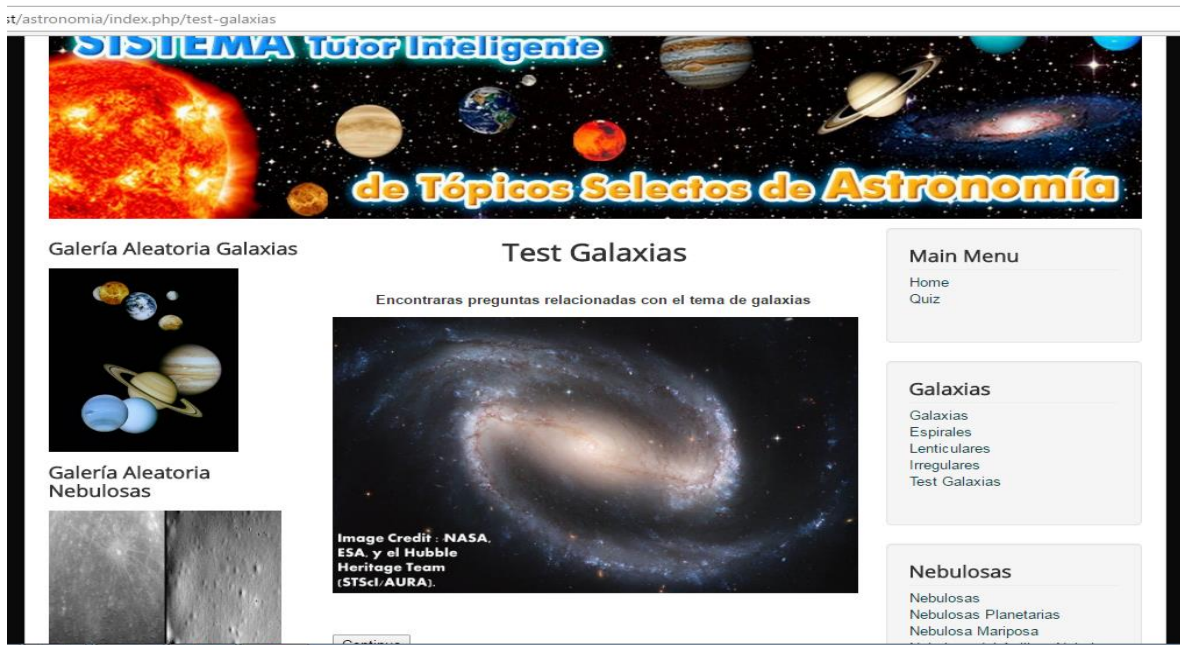 st/astronomia/index.php/test-galaxias
SISTEMA Tutor Inteligente
de Tópicos Selectos de Astronomía
Galería Aleatoria Galaxias
Galería Aleatoria
Nebulosas
Test Galaxias
Encontraras preguntas relacionadas con el tema de galaxias
Image Credit : NASA,
ESA, y el Hubble
Heritage Team
(STScI/AURA).
Continue
Main Menu
Home
Quiz
Galaxias
Galaxias
Espirales
Lenticulares
Irregulares
Test Galaxias
Nebulosas
Nebulosas
Nebulosas Planetarias
Nebulosa Mariposa